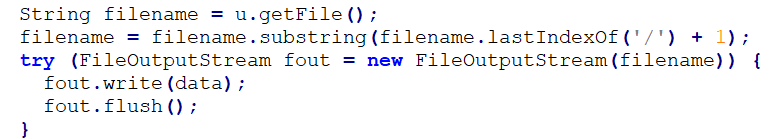 String filename = u.getFile();
filename = filename.substring(filename.lastIndexOf('/') + 1);
try (FileOutputStream fout = new FileOutputStream(filename)) {
  fout.write(data);
  fout.flush();
}